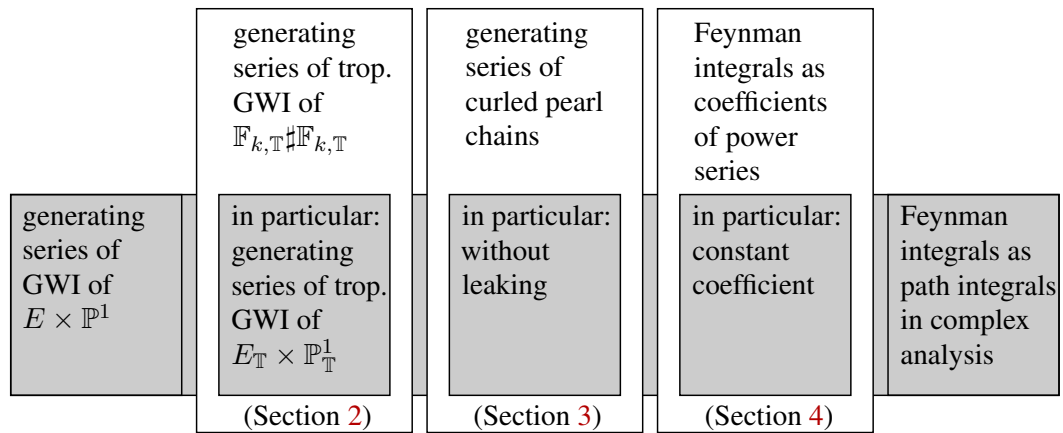 generating
series of trop.
GWI of
𝔽ₖ,𝕋♯𝔽ₖ,𝕋
generating
series of
curled pearl
chains
Feynman
integrals as
coefficients
of power
series
generating
series of
GWI of
E × ℙ¹
in particular:
generating
series of trop.
GWI of
E_𝕋 × ℙ¹_𝕋
in particular:
without
leaking
in particular:
constant
coefficient
Feynman
integrals as
path integrals
in complex
analysis
(Section 2)
(Section 3)
(Section 4)